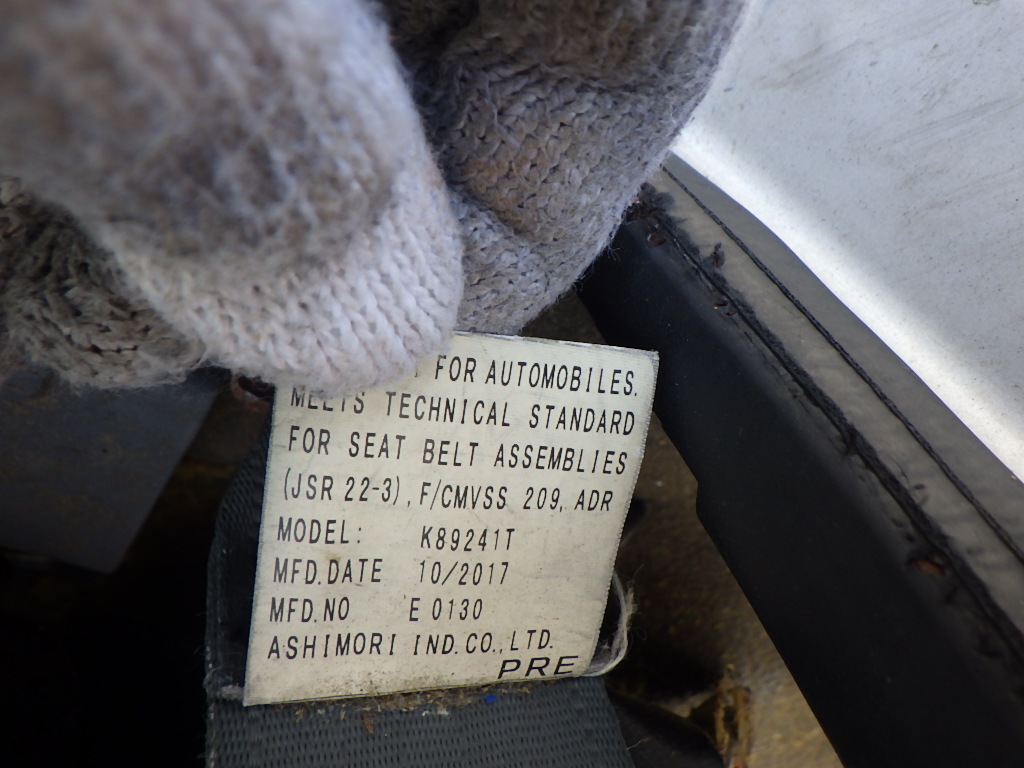 FOR AUTOMOBILES.
MEETS TECHNICAL STANDARD
FOR SEAT BELT ASSEMBLIES
(JSR 22-3), F/CMVSS 209, ADR
MODEL: K89241T
MFD.DATE 10/2017
MFD.NO E 0130
ASHIMORI IND.CO.,LTD.
PRE